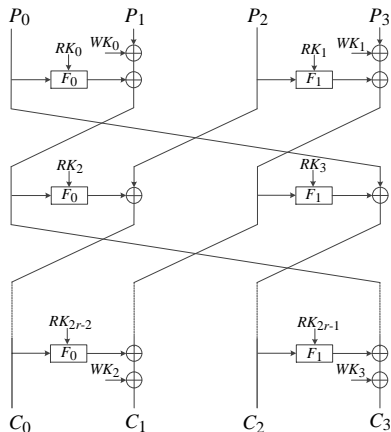 P0 P1 P2 P3
RK0 WK0 RK1 WK1
F0 F1
RK2 RK3
F0 F1
RK2r-2 RK2r-1
F0 F1
WK2 WK3
C0 C1 C2 C3